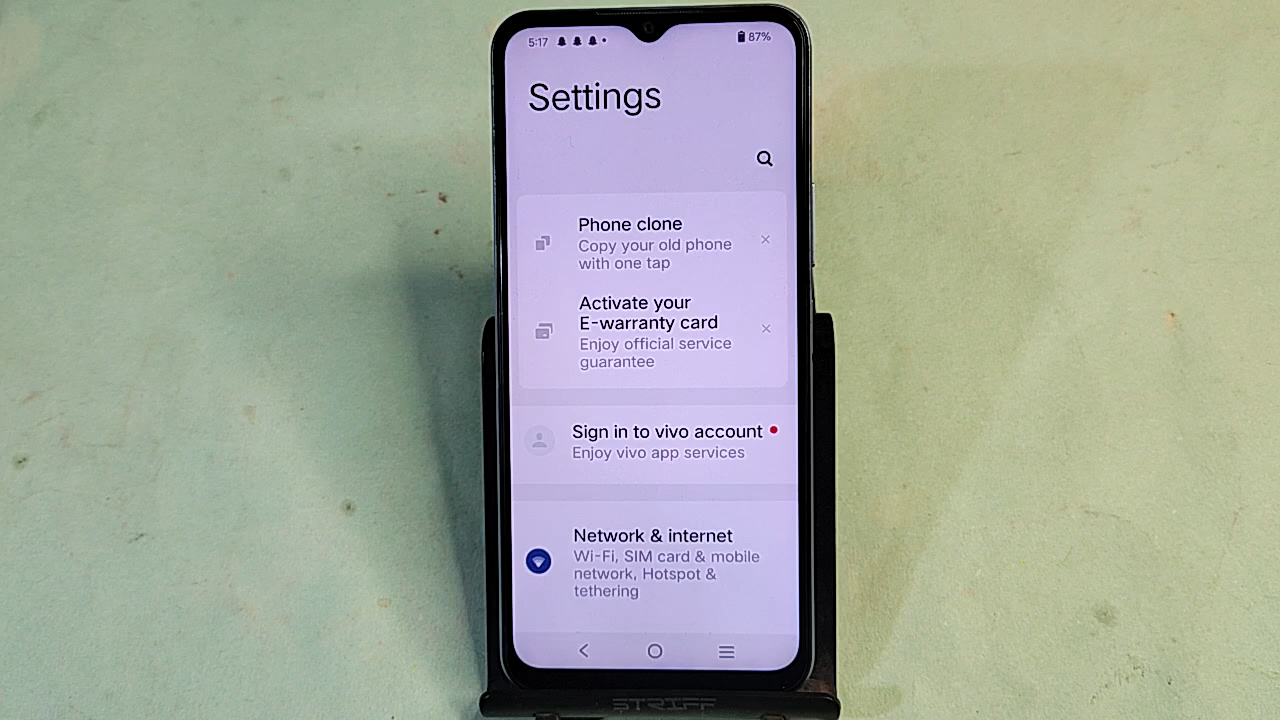 5:17 87%
Settings
Phone clone
Copy your old phone
with one tap
Activate your
E-warranty card
Enjoy official service
guarantee
Sign in to vivo account
Enjoy vivo app services
Network & internet
Wi-Fi, SIM card & mobile
network, Hotspot &
tethering
STRIFF